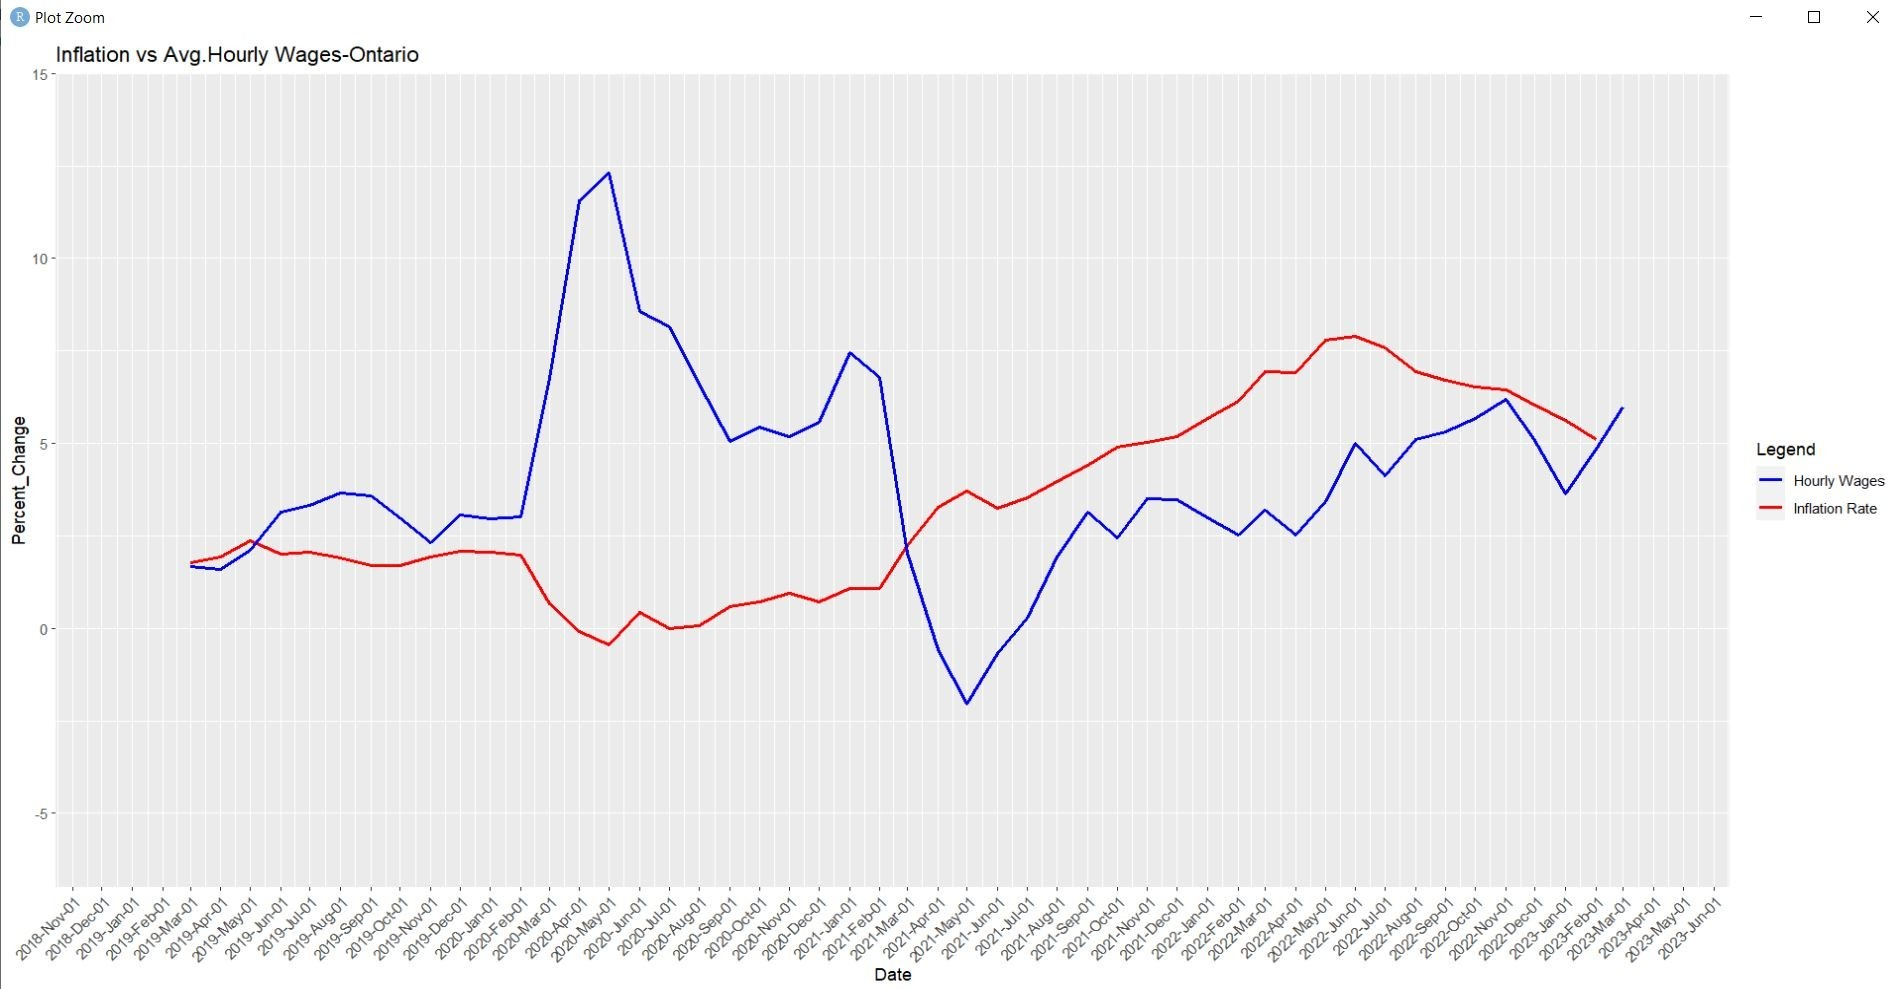 R Plot Zoom
Inflation vs Avg.Hourly Wages-Ontario
15
10
5
0
-5
Percent_Change
2018-Nov-01
2018-Dec-01
2019-Jan-01
2019-Feb-01
2019-Mar-01
2019-Apr-01
2019-May-01
2019-Jun-01
2019-Jul-01
2019-Aug-01
2019-Sep-01
2019-Oct-01
2019-Nov-01
2019-Dec-01
2020-Jan-01
2020-Feb-01
2020-Mar-01
2020-Apr-01
2020-May-01
2020-Jun-01
2020-Jul-01
2020-Aug-01
2020-Sep-01
2020-Oct-01
2020-Nov-01
2020-Dec-01
2021-Jan-01
2021-Feb-01
2021-Mar-01
2021-Apr-01
2021-May-01
2021-Jun-01
2021-Jul-01
2021-Aug-01
2021-Sep-01
2021-Oct-01
2021-Nov-01
2021-Dec-01
2022-Jan-01
2022-Feb-01
2022-Mar-01
2022-Apr-01
2022-May-01
2022-Jun-01
2022-Jul-01
2022-Aug-01
2022-Sep-01
2022-Oct-01
2022-Nov-01
2022-Dec-01
2023-Jan-01
2023-Feb-01
2023-Mar-01
2023-Apr-01
2023-May-01
2023-Jun-01
Date
Legend
Hourly Wages
Inflation Rate